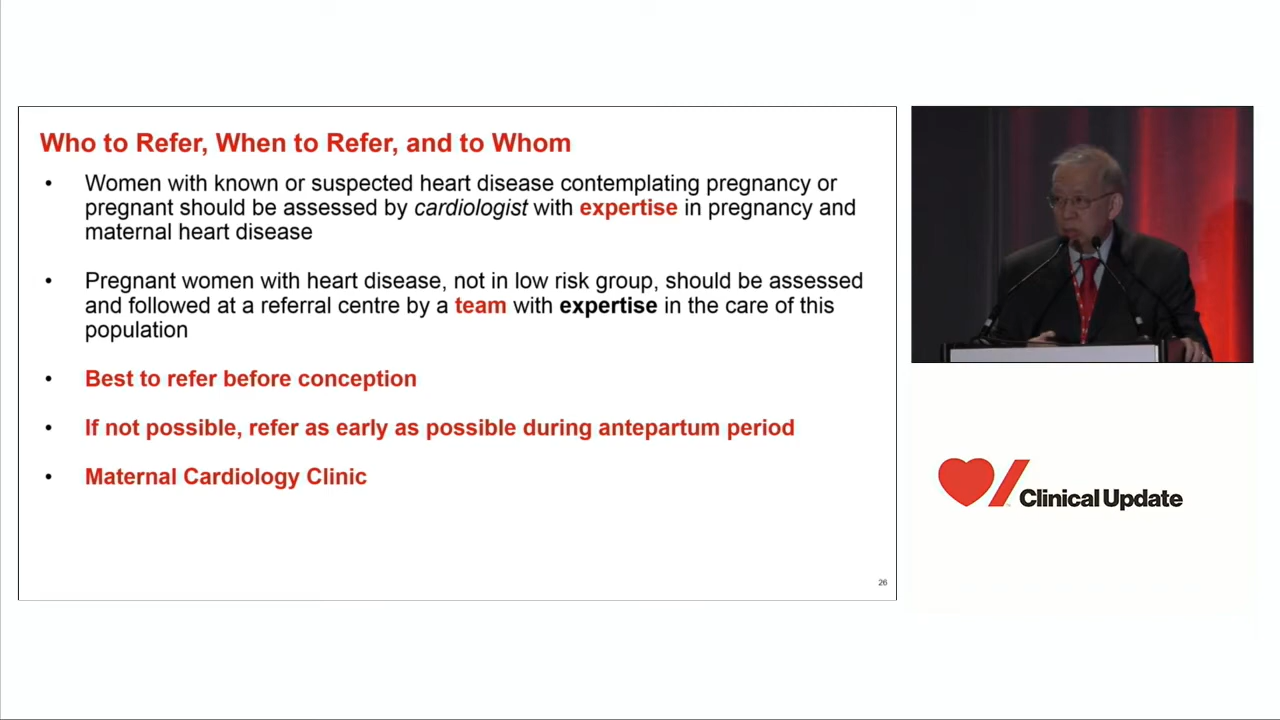 Who to Refer, When to Refer, and to Whom
• Women with known or suspected heart disease contemplating pregnancy or
pregnant should be assessed by cardiologist with expertise in pregnancy and
maternal heart disease
• Pregnant women with heart disease, not in low risk group, should be assessed
and followed at a referral centre by a team with expertise in the care of this
population
• Best to refer before conception
• If not possible, refer as early as possible during antepartum period
• Maternal Cardiology Clinic
26
Clinical Update